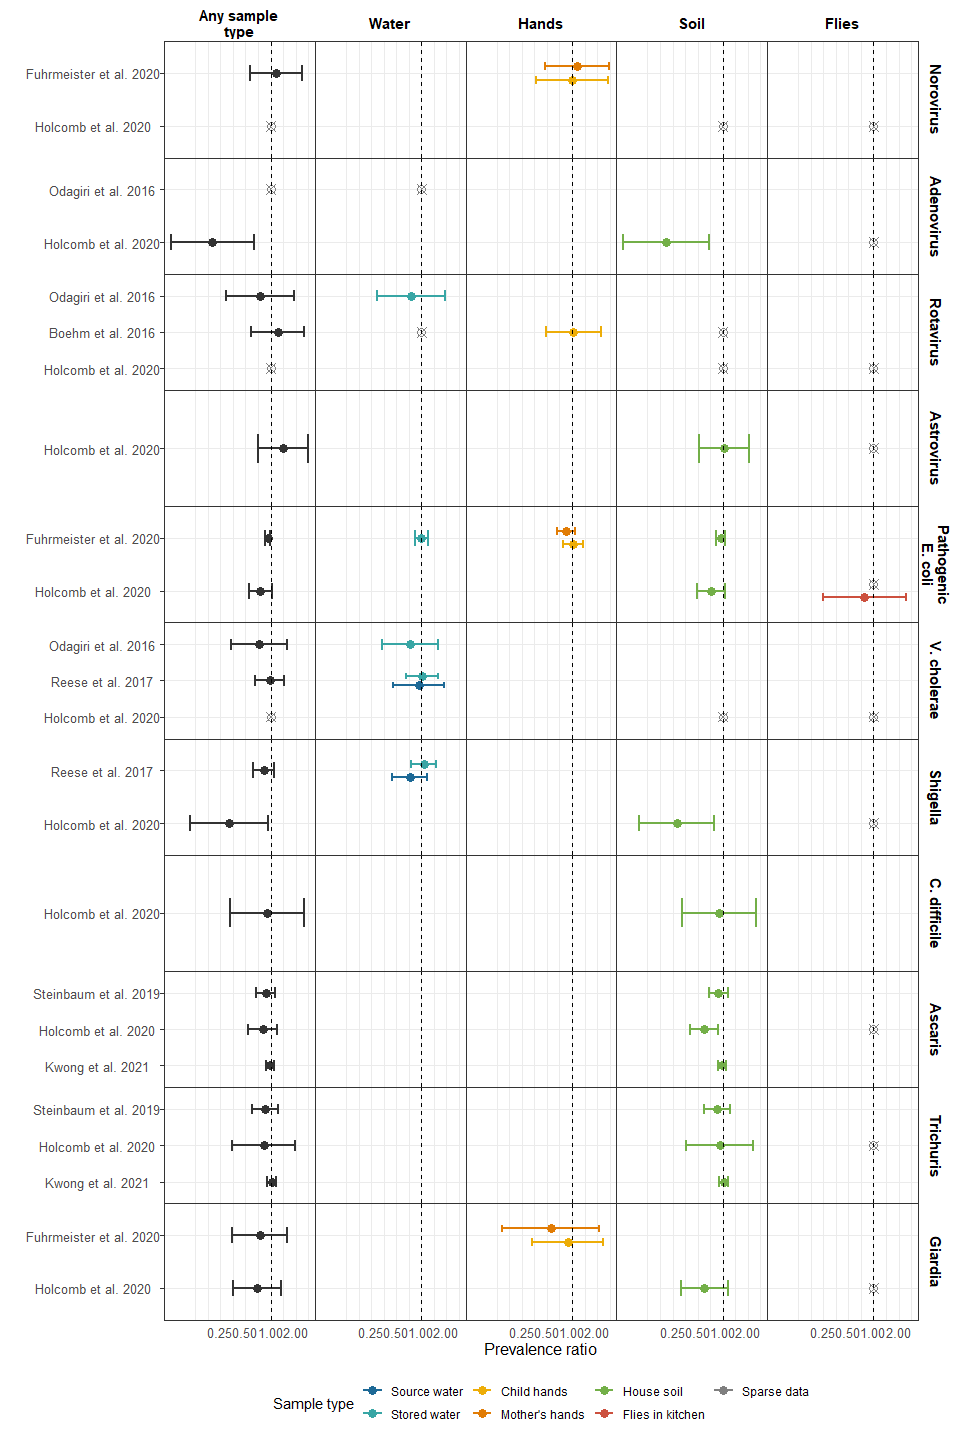 Any sample
type
Water
Hands
Soil
Flies
Fuhrmeister et al. 2020
Holcomb et al. 2020
Norovirus
Odagiri et al. 2016
Holcomb et al. 2020
Adenovirus
Odagiri et al. 2016
Boehm et al. 2016
Holcomb et al. 2020
Rotavirus
Holcomb et al. 2020
Astrovirus
Fuhrmeister et al. 2020
Holcomb et al. 2020
Pathogenic
E. coli
Odagiri et al. 2016
Reese et al. 2017
Holcomb et al. 2020
V. cholerae
Reese et al. 2017
Holcomb et al. 2020
Shigella
Holcomb et al. 2020
C. difficile
Steinbaum et al. 2019
Holcomb et al. 2020
Kwong et al. 2021
Ascaris
Steinbaum et al. 2019
Holcomb et al. 2020
Kwong et al. 2021
Trichuris
Fuhrmeister et al. 2020
Holcomb et al. 2020
Giardia
0.250.501.002.00 0.250.501.002.00 0.250.501.002.00 0.250.501.002.00 0.250.501.002.00
Prevalence ratio
Sample type
Source water
Child hands
House soil
Sparse data
Stored water
Mother's hands
Flies in kitchen